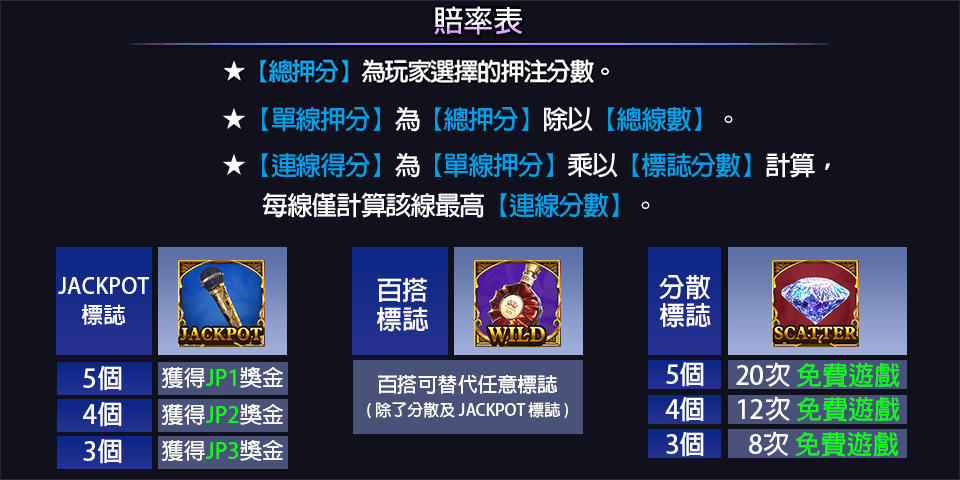 賠率表
★【總押分】為玩家選擇的押注分數。
★【單線押分】為【總押分】除以【總線數】。
★【連線得分】為【單線押分】乘以【標誌分數】計算，
每線僅計算該線最高【連線分數】。
JACKPOT
標誌
JACKPOT
百搭
標誌
WILD
分散
標誌
SCATTER
5個 獲得JP1獎金
4個 獲得JP2獎金
3個 獲得JP3獎金
百搭可替代任意標誌
(除了分散及 JACKPOT 標誌)
5個 20次 免費遊戲
4個 12次 免費遊戲
3個 8次 免費遊戲